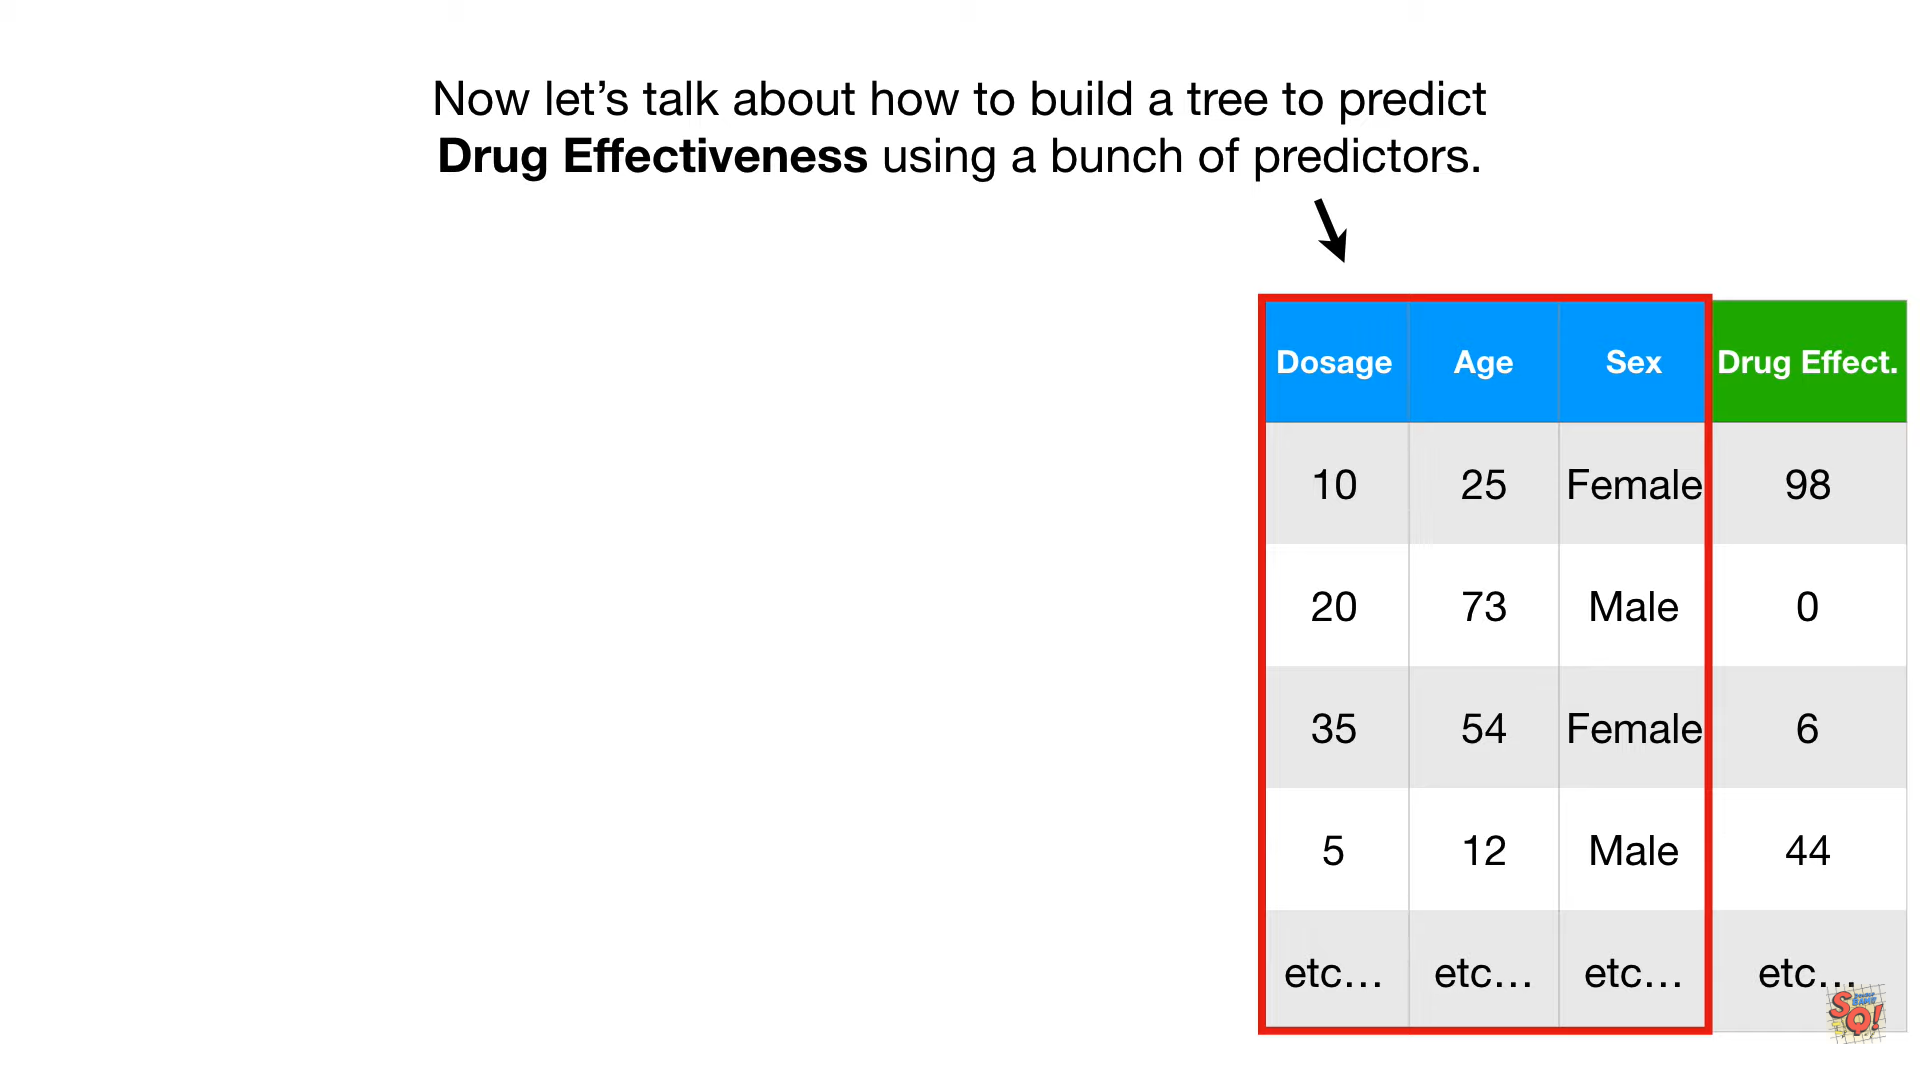 Now let’s talk about how to build a tree to predict
Drug Effectiveness using a bunch of predictors.
Dosage Age Sex Drug Effect.
10 25 Female 98
20 73 Male 0
35 54 Female 6
5 12 Male 44
etc… etc… etc… etc…
SQ!